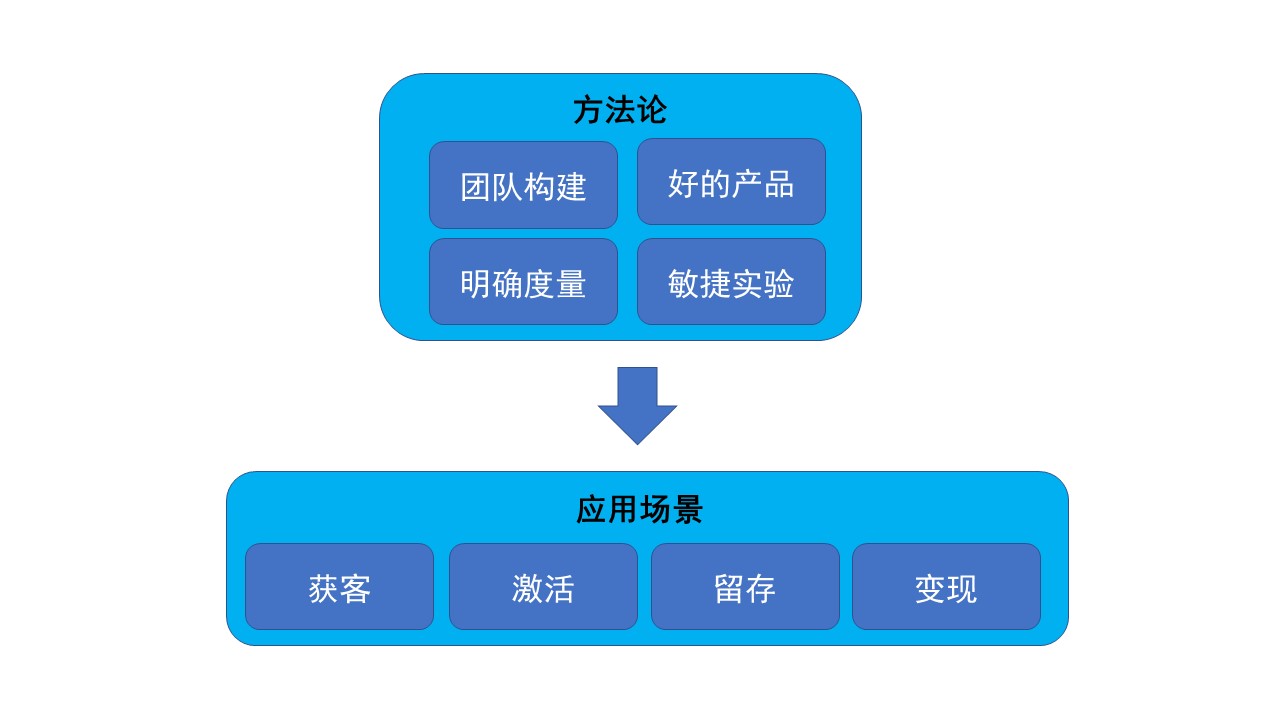 方法论
团队构建
好的产品
明确度量
敏捷实验
应用场景
获客
激活
留存
变现